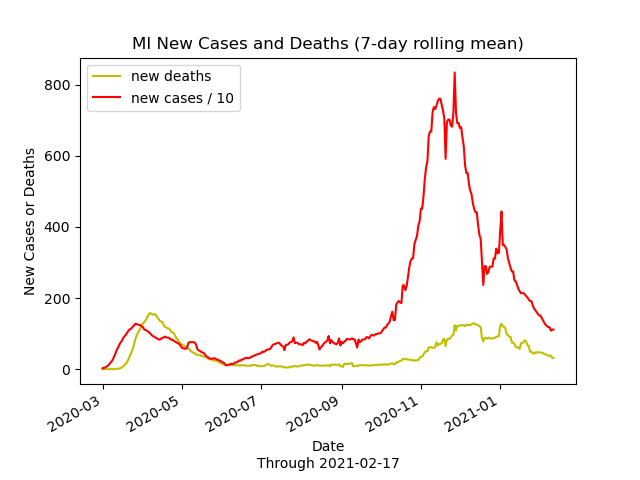 MI New Cases and Deaths (7-day rolling mean)
new deaths
new cases / 10
800
600
400
200
0
New Cases or Deaths
2020-03
2020-05
2020-07
2020-09
2020-11
2021-01
Date
Through 2021-02-17